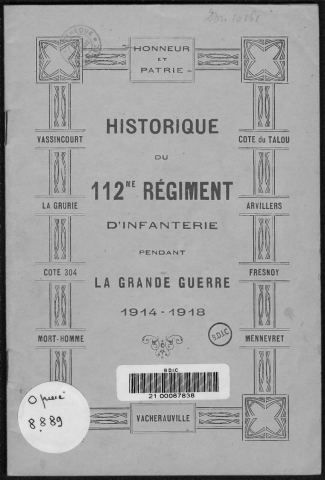 HONNEUR
ET
PATRIE
HISTORIQUE
DU
112ME RÉGIMENT
D'INFANTERIE
PENDANT
LA GRANDE GUERRE
1914-1918
VASSINCOURT
COTE DU TALOU
LA GRURIE
ARVILLERS
COTE 304
FRESNOY
MORT-HOMME
MENNEVRET
S.D.I.C
B.D.I.C
21 00087838
O pièce
8.889
VACHERAUVILLE